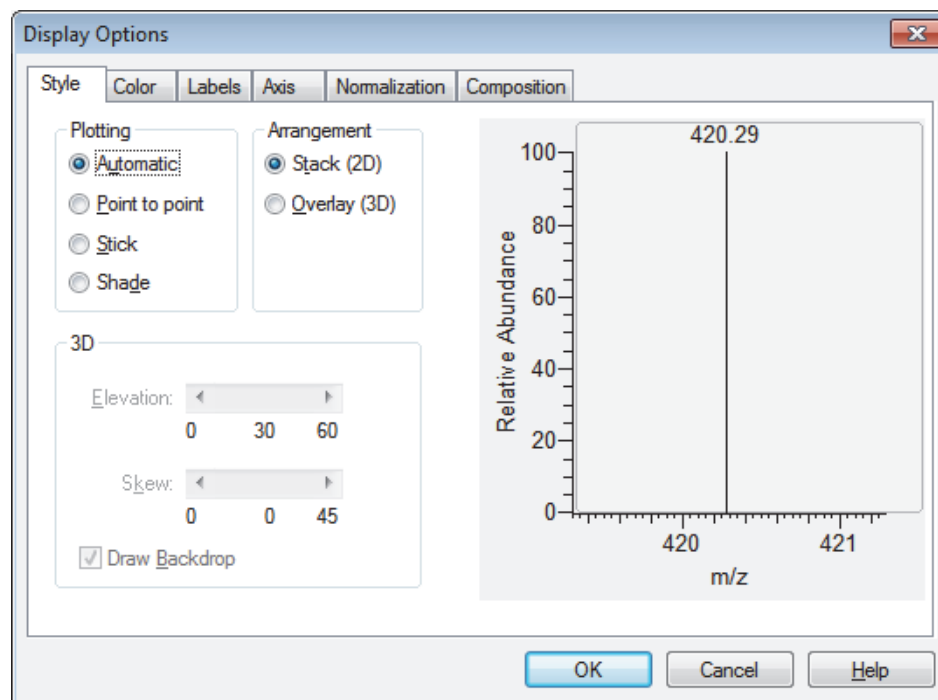 Display Options
Style Color Labels Axis Normalization Composition
Plotting
Automatic
Point to point
Stick
Shade
Arrangement
Stack (2D)
Overlay (3D)
3D
Elevation:
0 30 60
Skew:
0 0 45
Draw Backdrop
420.29
Relative Abundance
100
80
60
40
20
0
420 421
m/z
OK Cancel Help